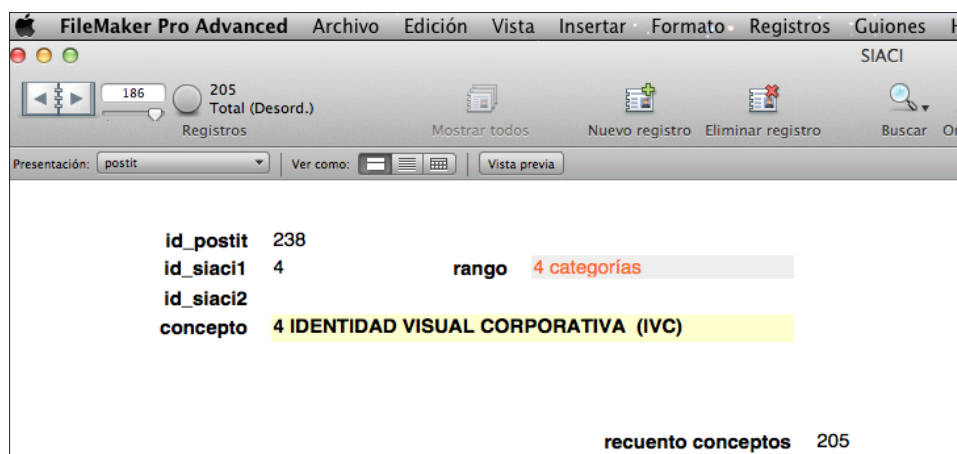 FileMaker Pro Advanced Archivo Edición Vista Insertar Formato Registros Guiones
SIACI
186
205
Total (Desord.)
Registros
Mostrar todos
Nuevo registro
Eliminar registro
Buscar
Presentación: postit
Ver como:
Vista previa
id_postit 238
id_siaci1 4
rango 4 categorías
id_siaci2
concepto 4 IDENTIDAD VISUAL CORPORATIVA (IVC)
recuento conceptos 205